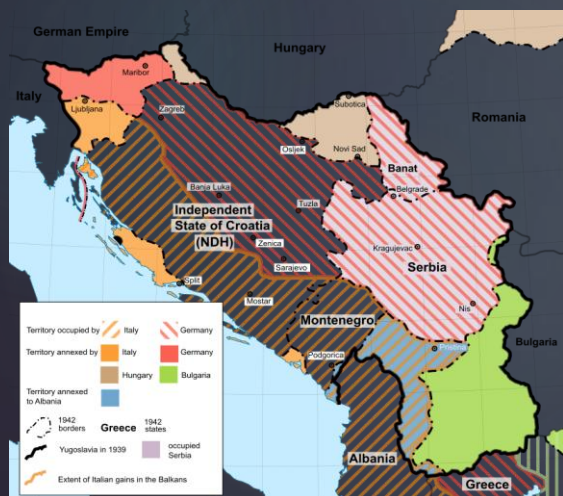 German Empire
Hungary
Maribor
Italy
Ljubljana
Zagreb
Subotica
Romania
Osijek
Novi Sad
Banat
Belgrade
Banja Luka
Tuzla
Independent
State of Croatia
(NDH)
Zenica
Sarajevo
Kragujevac
Serbia
Split
Mostar
Montenegro
Niš
Bulgaria
Pristina
Podgorica
Albania
Greece
Territory occupied by
Italy
Germany
Territory annexed by
Italy
Germany
Hungary
Bulgaria
Territory annexed
to Albania
1942
borders
Greece
1942
states
Yugoslavia in 1939
occupied
Serbia
Extent of Italian gains in the Balkans